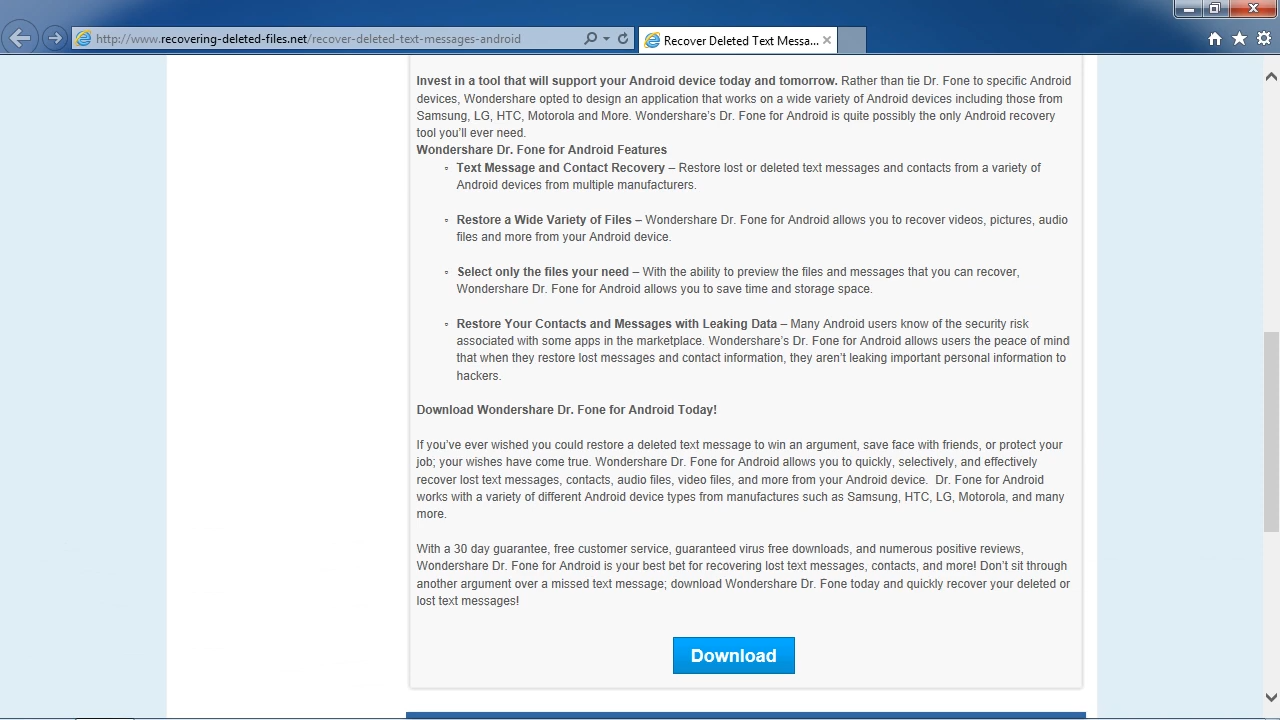 http://www.recovering-deleted-files.net/recover-deleted-text-messages-android
Recover Deleted Text Messa...
Invest in a tool that will support your Android device today and tomorrow. Rather than tie Dr. Fone to specific Android
devices, Wondershare opted to design an application that works on a wide variety of Android devices including those from
Samsung, LG, HTC, Motorola and More. Wondershare's Dr. Fone for Android is quite possibly the only Android recovery
tool you'll ever need.
Wondershare Dr. Fone for Android Features
Text Message and Contact Recovery – Restore lost or deleted text messages and contacts from a variety of
Android devices from multiple manufacturers.
Restore a Wide Variety of Files – Wondershare Dr. Fone for Android allows you to recover videos, pictures, audio
files and more from your Android device.
Select only the files your need – With the ability to preview the files and messages that you can recover,
Wondershare Dr. Fone for Android allows you to save time and storage space.
Restore Your Contacts and Messages with Leaking Data – Many Android users know of the security risk
associated with some apps in the marketplace. Wondershare's Dr. Fone for Android allows users the peace of mind
that when they restore lost messages and contact information, they aren't leaking important personal information to
hackers.
Download Wondershare Dr. Fone for Android Today!
If you've ever wished you could restore a deleted text message to win an argument, save face with friends, or protect your
job; your wishes have come true. Wondershare Dr. Fone for Android allows you to quickly, selectively, and effectively
recover lost text messages, contacts, audio files, video files, and more from your Android device. Dr. Fone for Android
works with a variety of different Android device types from manufactures such as Samsung, HTC, LG, Motorola, and many
more.
With a 30 day guarantee, free customer service, guaranteed virus free downloads, and numerous positive reviews,
Wondershare Dr. Fone for Android is your best bet for recovering lost text messages, contacts, and more! Don't sit through
another argument over a missed text message; download Wondershare Dr. Fone today and quickly recover your deleted or
lost text messages!
Download